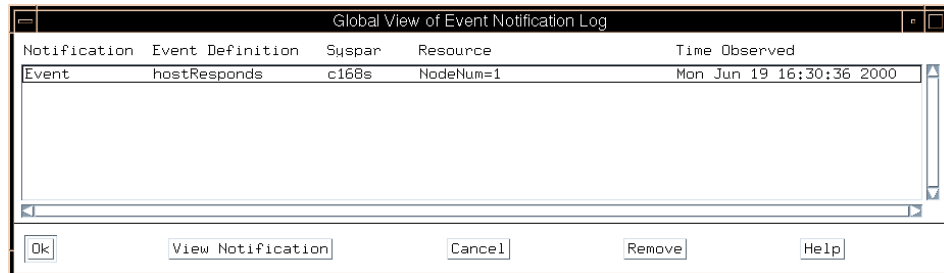 Global View of Event Notification Log
Notification Event Definition Syspar Resource Time Observed
Event hostResponds c168s NodeNum=1 Mon Jun 19 16:30:36 2000
Ok View Notification Cancel Remove Help